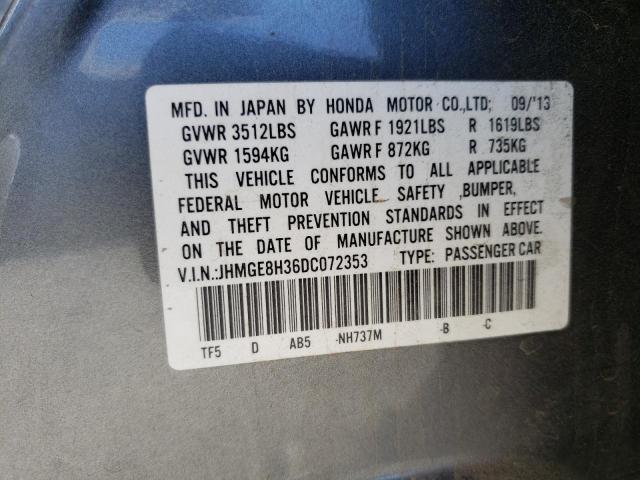 MFD. IN JAPAN BY HONDA MOTOR CO.,LTD; 09/'13
GVWR 3512LBS GAWR F 1921LBS R 1619LBS
GVWR 1594KG GAWR F 872KG R 735KG
THIS VEHICLE CONFORMS TO ALL APPLICABLE
FEDERAL MOTOR VEHICLE SAFETY ,BUMPER,
AND THEFT PREVENTION STANDARDS IN EFFECT
ON THE DATE OF MANUFACTURE SHOWN ABOVE.
V.I.N.:JHMGE8H36DC072353 TYPE: PASSENGER CAR
TF5 D AB5 -NH737M -B -C